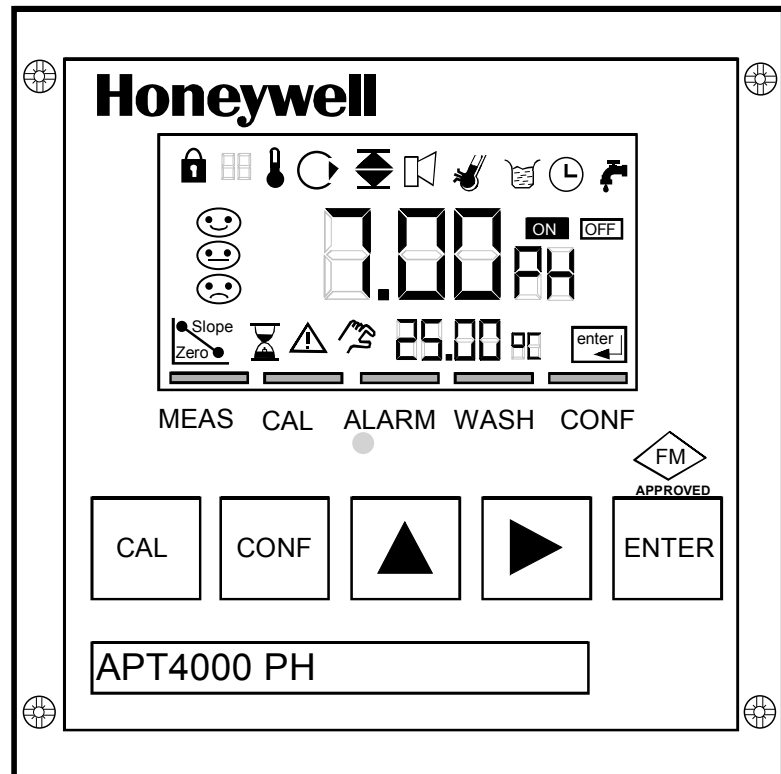 Honeywell
ON OFF
7.00 PH
Slope
Zero
25.00 °C
enter
MEAS CAL ALARM WASH CONF
FM
APPROVED
CAL CONF ENTER
APT4000 PH